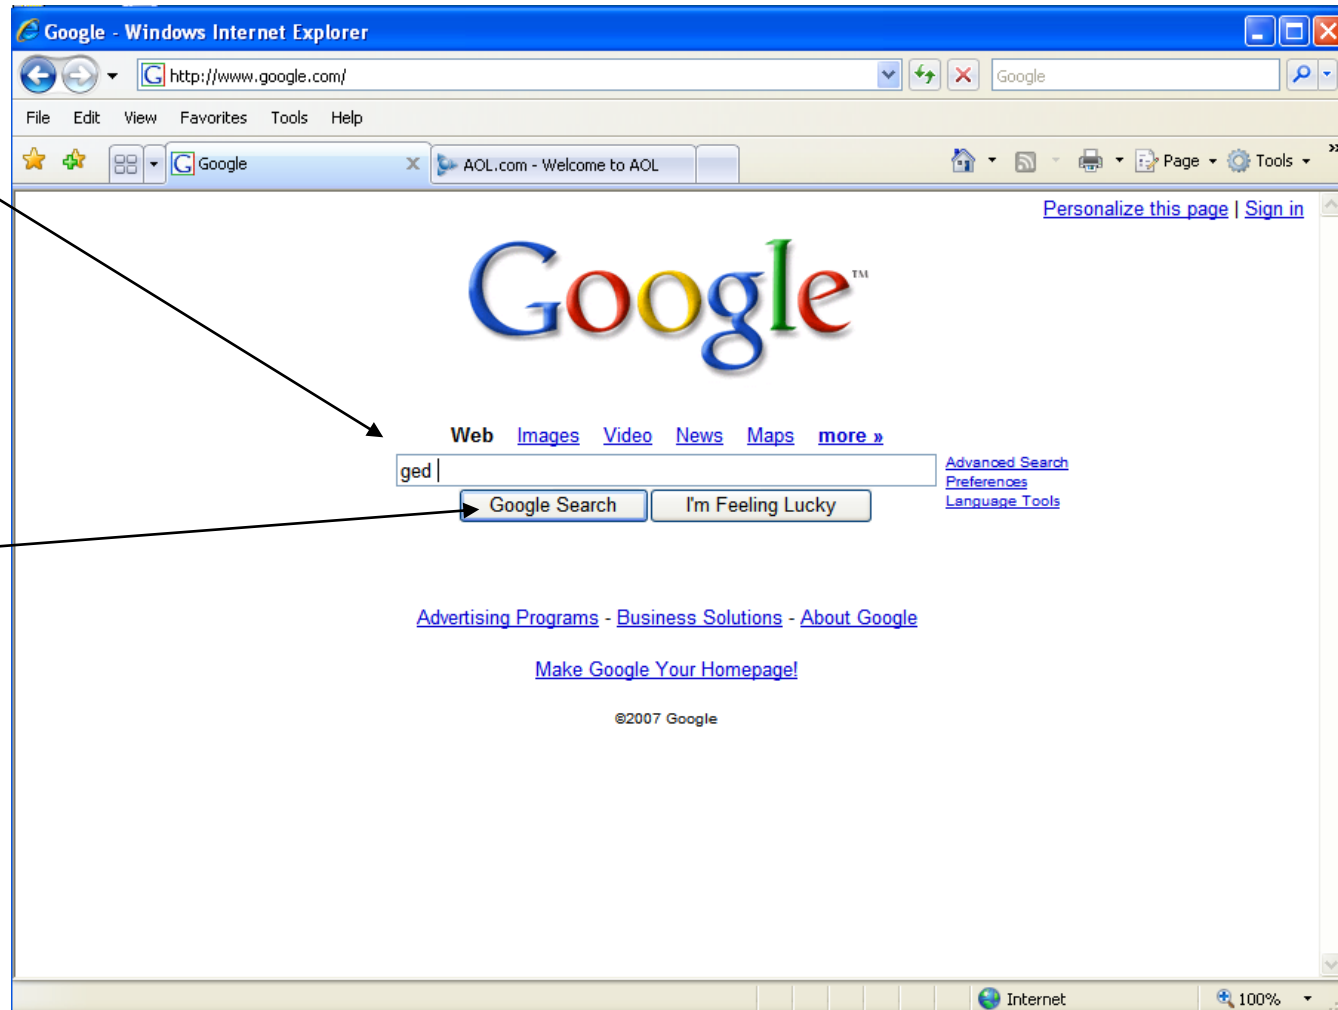 Google - Windows Internet Explorer
http://www.google.com/
Google
File Edit View Favorites Tools Help
Google
AOL.com - Welcome to AOL
Page Tools
Personalize this page | Sign in
Google™
Web Images Video News Maps more »
ged
Advanced Search
Preferences
Language Tools
Google Search I'm Feeling Lucky
Advertising Programs - Business Solutions - About Google
Make Google Your Homepage!
©2007 Google
Internet 100%